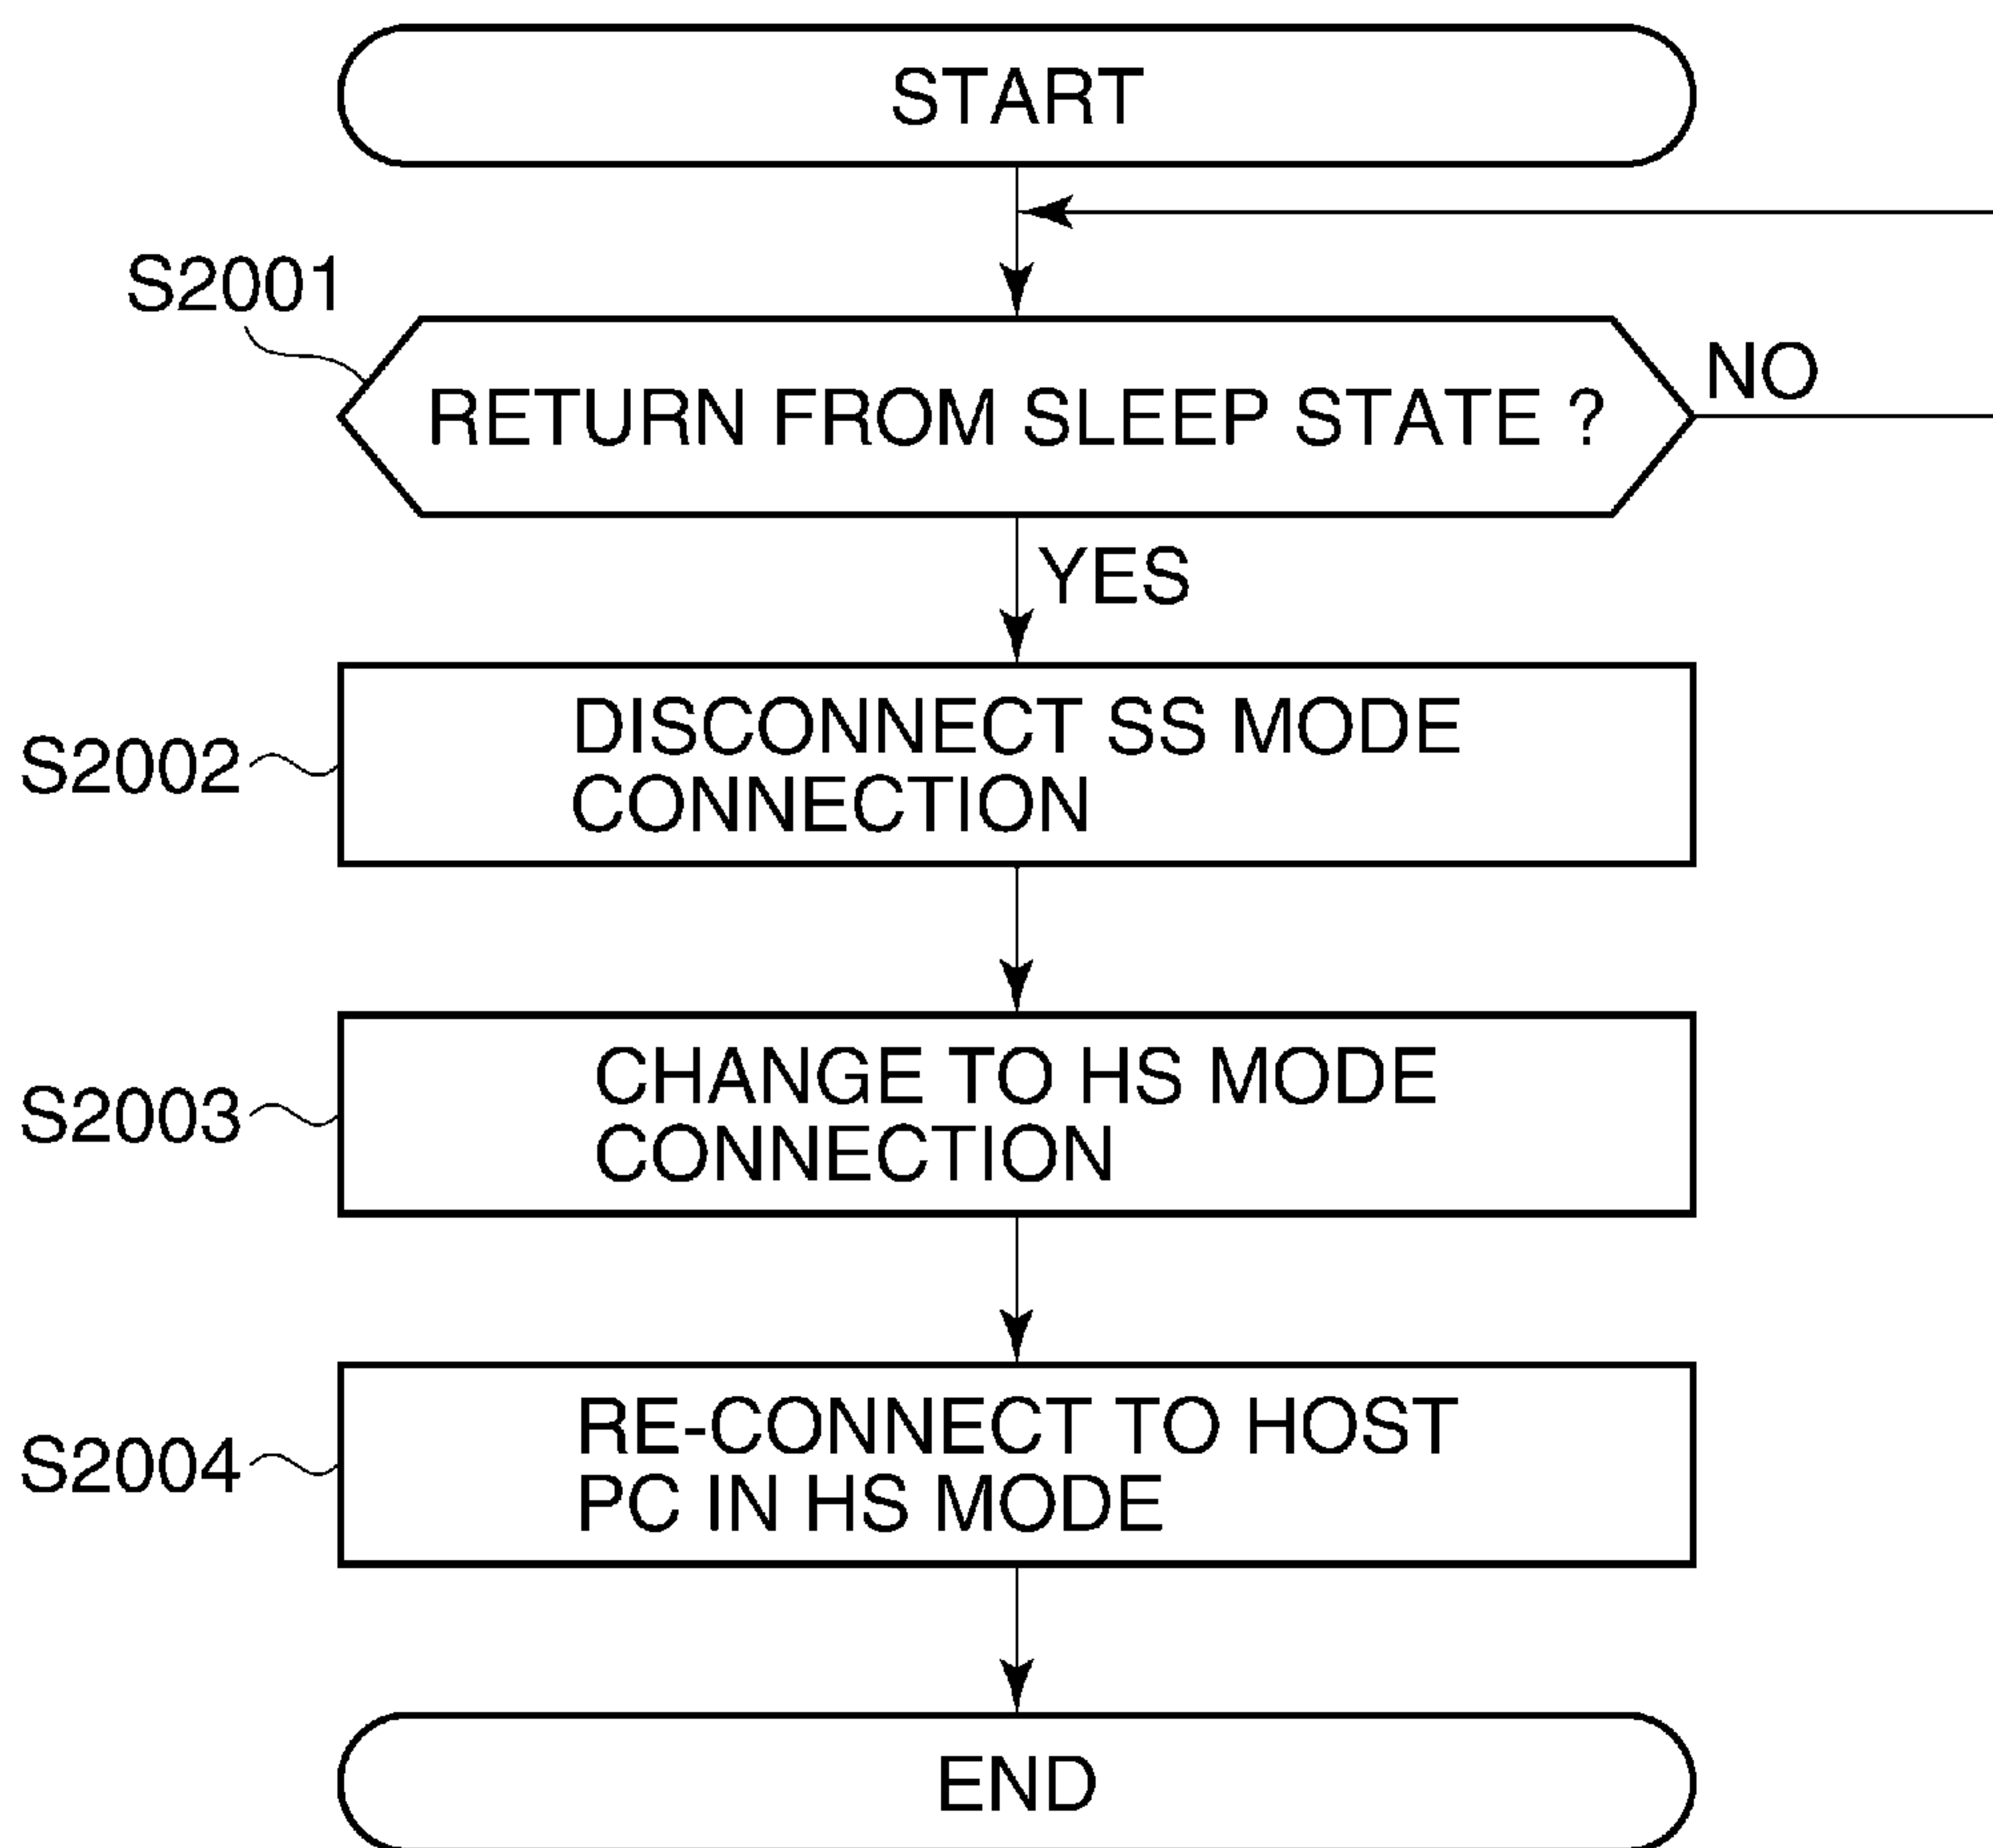 START
S2001
RETURN FROM SLEEP STATE ?
NO
YES
S2002
DISCONNECT SS MODE
CONNECTION
S2003
CHANGE TO HS MODE
CONNECTION
S2004
RE-CONNECT TO HOST
PC IN HS MODE
END